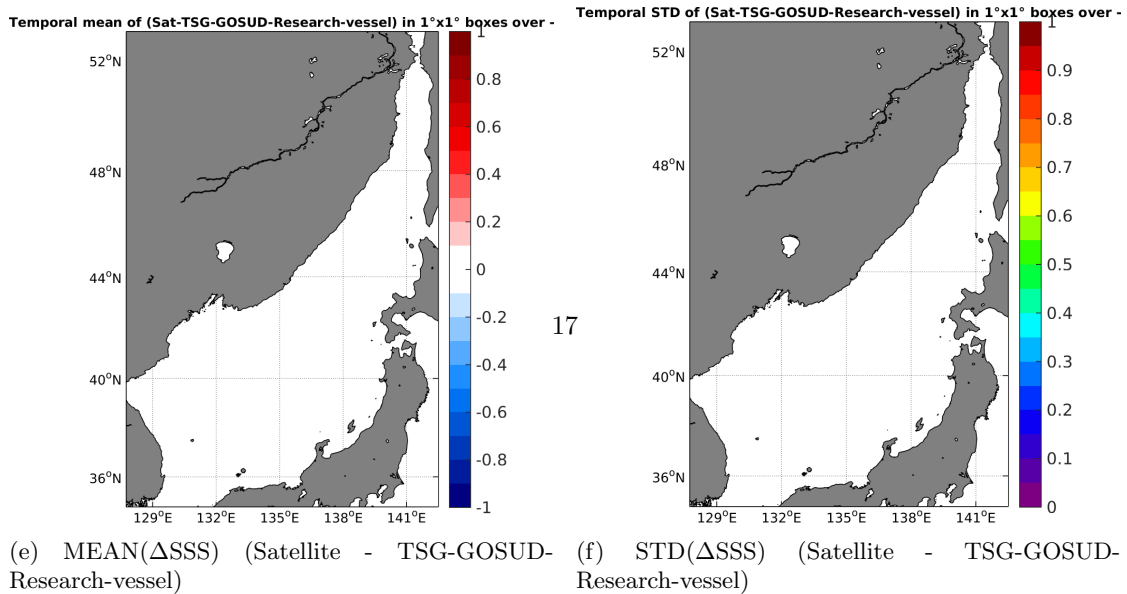 Temporal mean of (Sat-TSG-GOSUD-Research-vessel) in 1°x1° boxes over -
52°N
48°N
44°N
40°N
36°N
129°E
132°E
135°E
138°E
141°E
1
0.8
0.6
0.4
0.2
0
-0.2
-0.4
-0.6
-0.8
-1
17
Temporal STD of (Sat-TSG-GOSUD-Research-vessel) in 1°x1° boxes over -
52°N
48°N
44°N
40°N
36°N
129°E
132°E
135°E
138°E
141°E
1
0.9
0.8
0.7
0.6
0.5
0.4
0.3
0.2
0.1
0
(e) MEAN(ΔSSS) (Satellite - TSG-GOSUD-
Research-vessel)
(f) STD(ΔSSS) (Satellite - TSG-GOSUD-
Research-vessel)